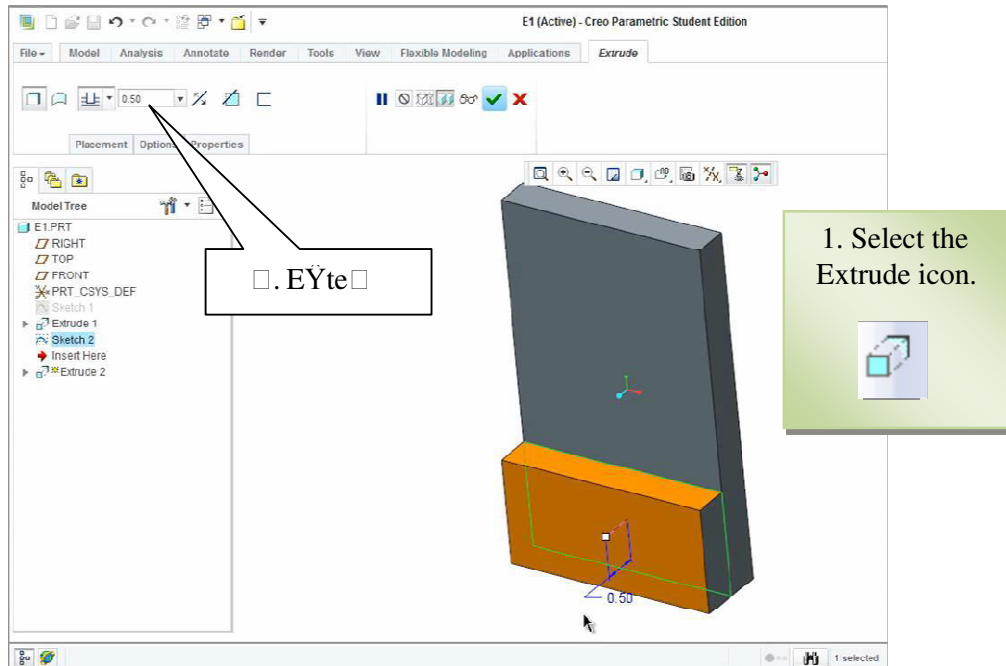 E1 (Active) - Creo Parametric Student Edition
File Model Analysis Annotate Render Tools View Flexible Modeling Applications Extrude
0.50
Placement Options Properties
Model Tree
E1.PRT
RIGHT
TOP
FRONT
PRT_CSYS_DEF
Sketch 1
Extrude 1
Sketch 2
Insert Here
Extrude 2
1. Select the
Extrude icon.
0.50
1 selected